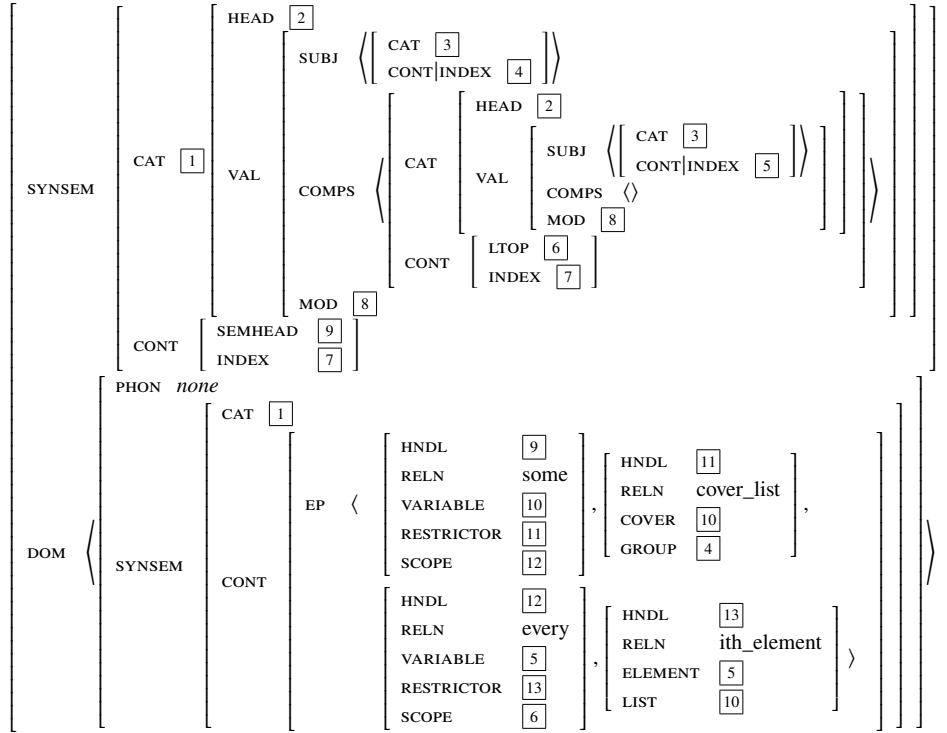 HEAD 2
SUBJ ⟨[ CAT 3
CONT|INDEX 4 ]⟩
HEAD 2
SUBJ ⟨[ CAT 3
CONT|INDEX 5 ]⟩
COMPS ⟨⟩
MOD 8
CAT
VAL
CONT
LTOP 6
INDEX 7
COMPS
MOD 8
SYNSEM
CAT 1
VAL
CONT
SEMHEAD 9
INDEX 7
PHON none
CAT 1
HNDL 9
RELN some
VARIABLE 10
RESTRICTOR 11
SCOPE 12
,
HNDL 11
RELN cover_list
COVER 10
GROUP 4
,
EP ⟨
DOM
SYNSEM
CONT
HNDL 12
RELN every
VARIABLE 5
RESTRICTOR 13
SCOPE 6
,
HNDL 13
RELN ith_element
ELEMENT 5
LIST 10
⟩